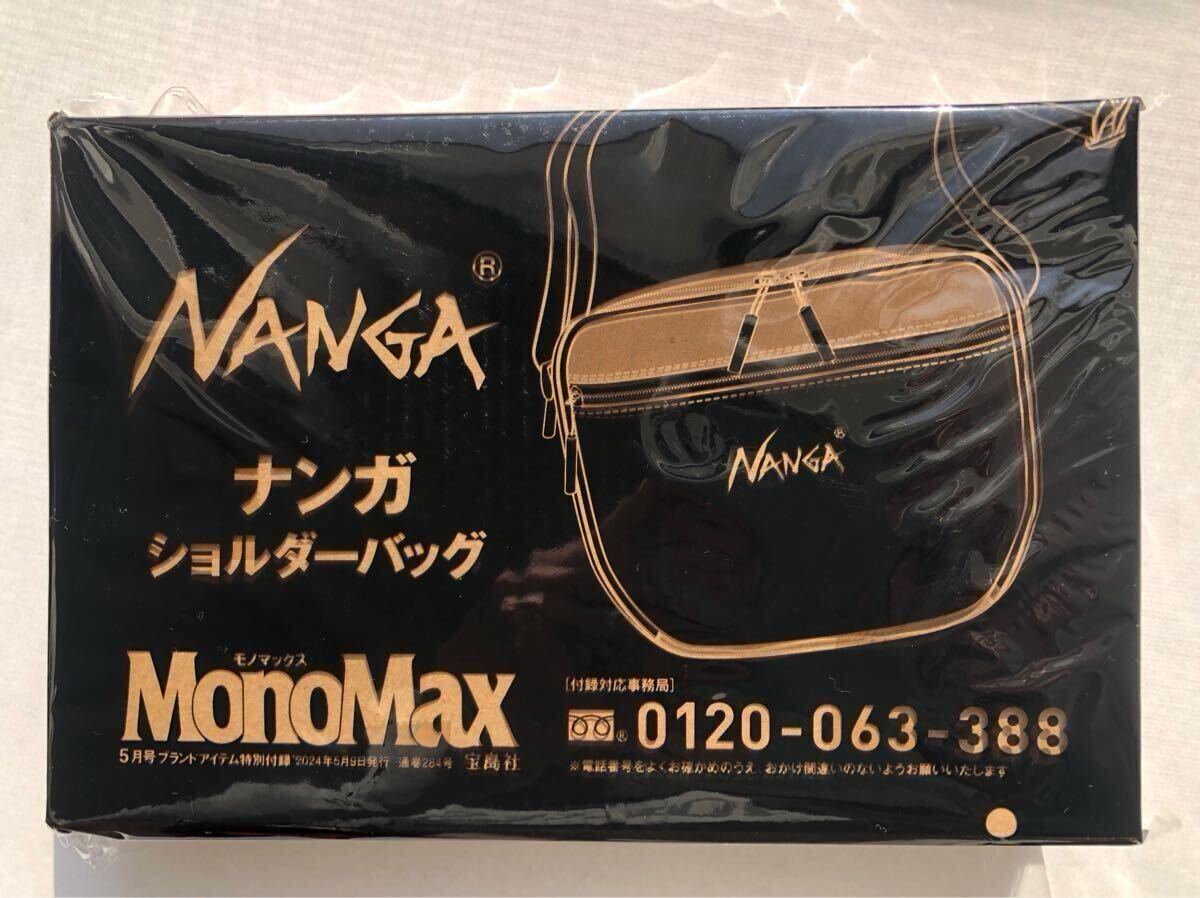 NANGA®
ナンガ
ショルダーバッグ
NANGA®
モノマックス
MonoMax
5月号ブランドアイテム特別付録 2024年5月9日発行 通巻284号 宝島社
[付録対応事務局]
® 0120-063-388
※電話番号をよくお確かめのうえ、おかけ間違いのないようお願いいたします